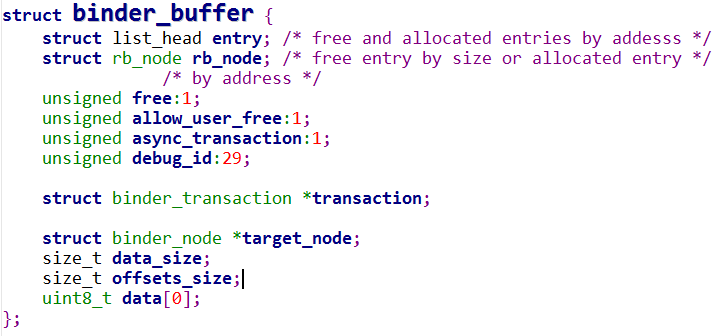 struct binder_buffer {
    struct list_head entry; /* free and allocated entries by addesss */
    struct rb_node rb_node; /* free entry by size or allocated entry */
                /* by address */
    unsigned free:1;
    unsigned allow_user_free:1;
    unsigned async_transaction:1;
    unsigned debug_id:29;

    struct binder_transaction *transaction;

    struct binder_node *target_node;
    size_t data_size;
    size_t offsets_size;
    uint8_t data[0];
};